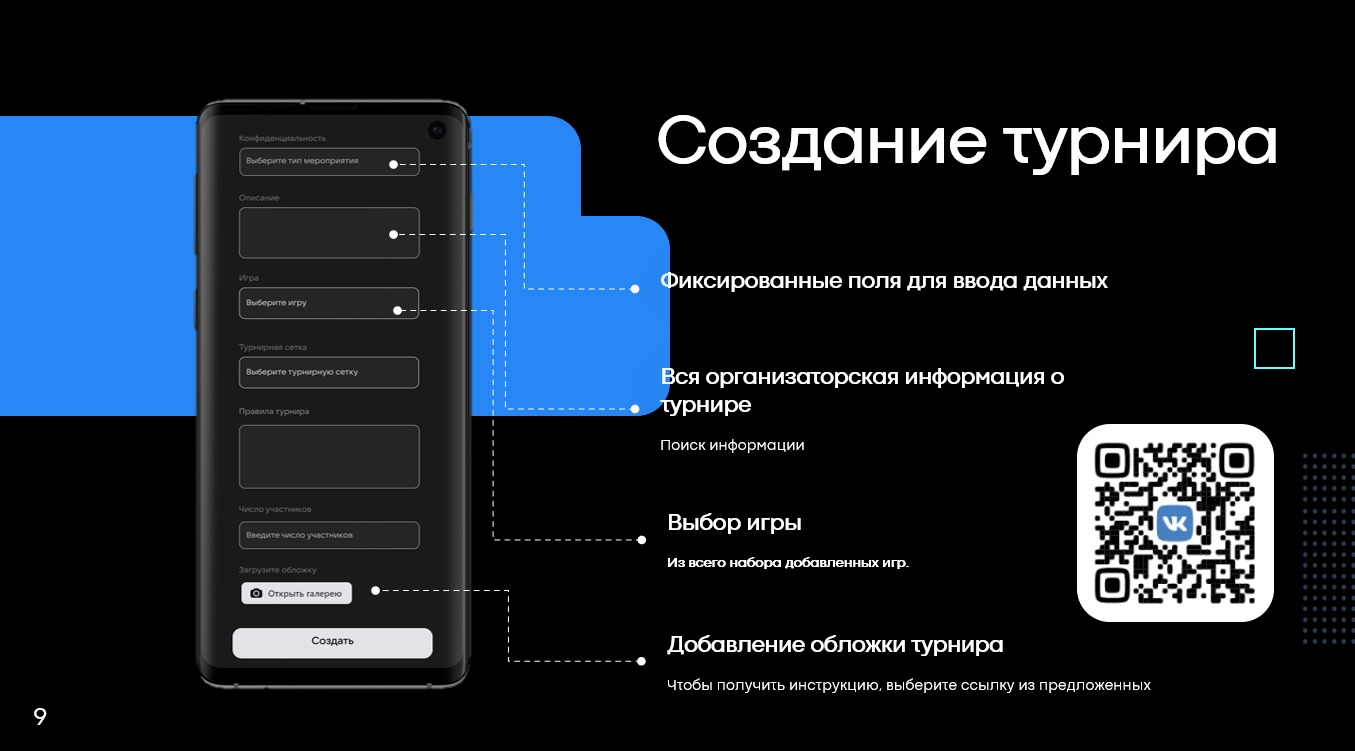 Создание турнира
Конфиденциальность
Выберите тип мероприятия
Описание
Игра
Выберите игру
Турнирная сетка
Выберите турнирную сетку
Правила турнира
Число участников
Введите число участников
Загрузите обложку
Открыть галерею
Создать
Фиксированные поля для ввода данных
Вся организаторская информация о
турнире
Поиск информации
Выбор игры
Из всего набора добавленных игр.
Добавление обложки турнира
Чтобы получить инструкцию, выберите ссылку из предложенных
9